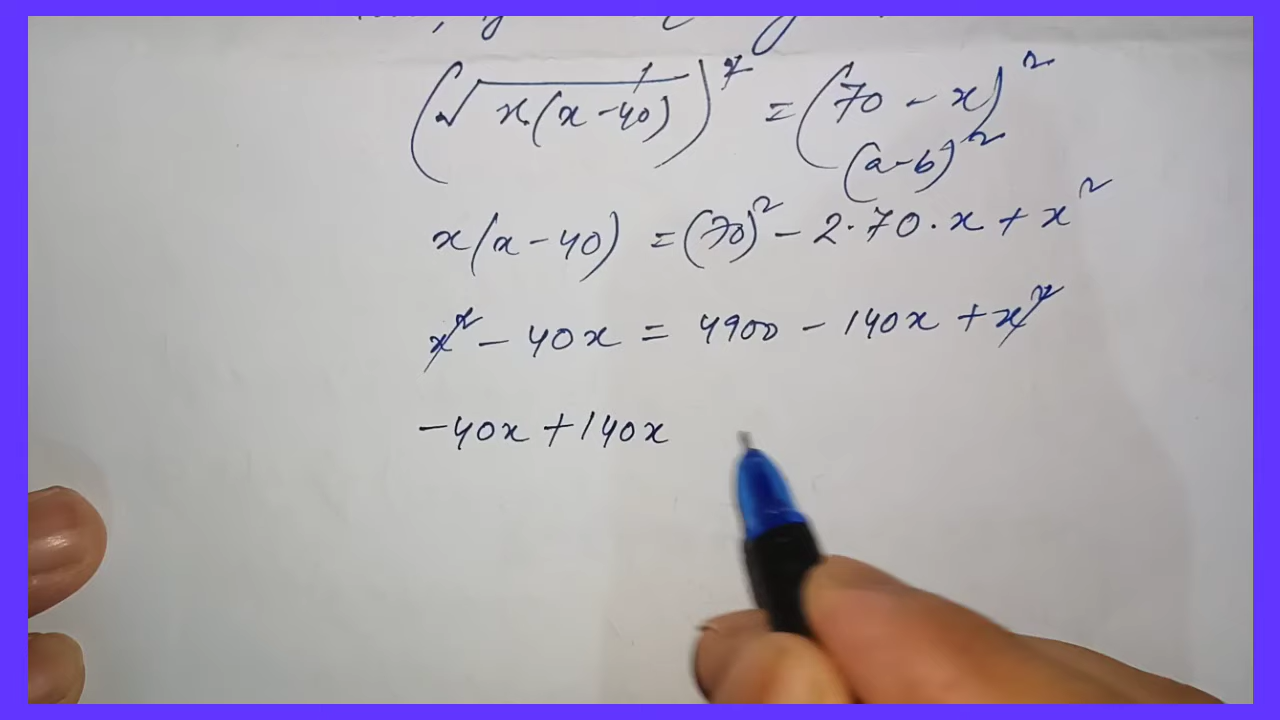 (√x(x-40))² = (70 - x)²
(a-b)²
x(x-40) = (70)² - 2·70·x + x²
x² - 40x = 4900 - 140x + x²
-40x + 140x